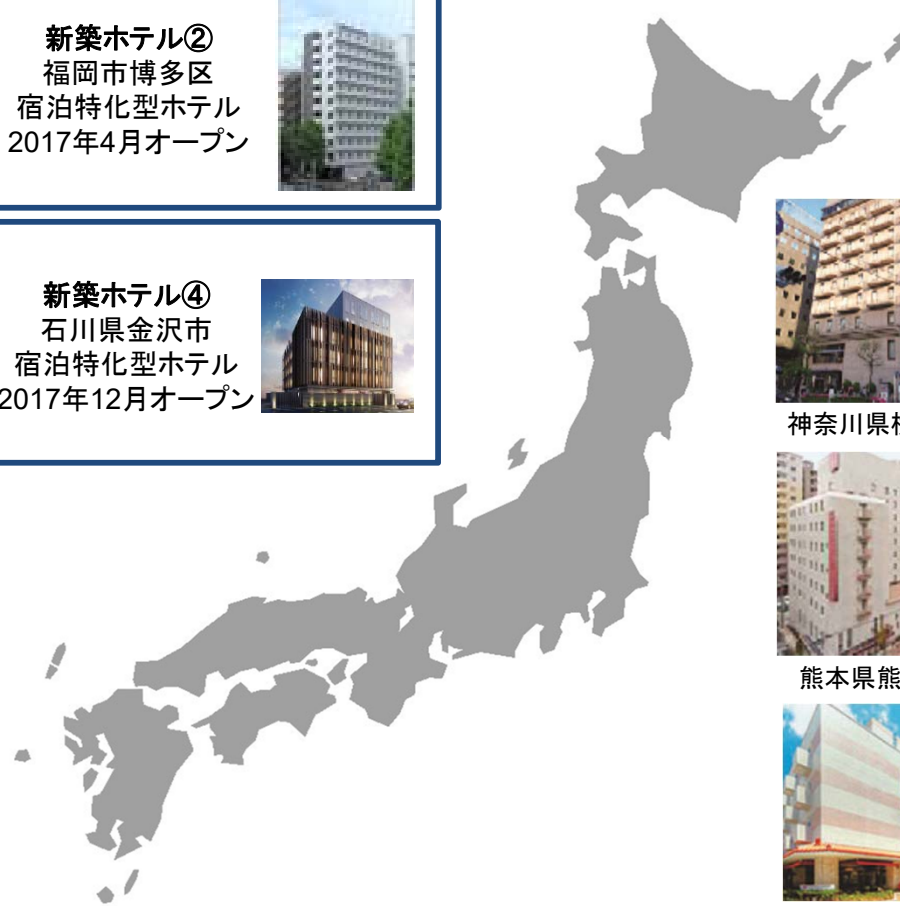 新築ホテル②
福岡市博多区
宿泊特化型ホテル
2017年4月オープン
新築ホテル④
石川県金沢市
宿泊特化型ホテル
2017年12月オープン
神奈川県
熊本県熊